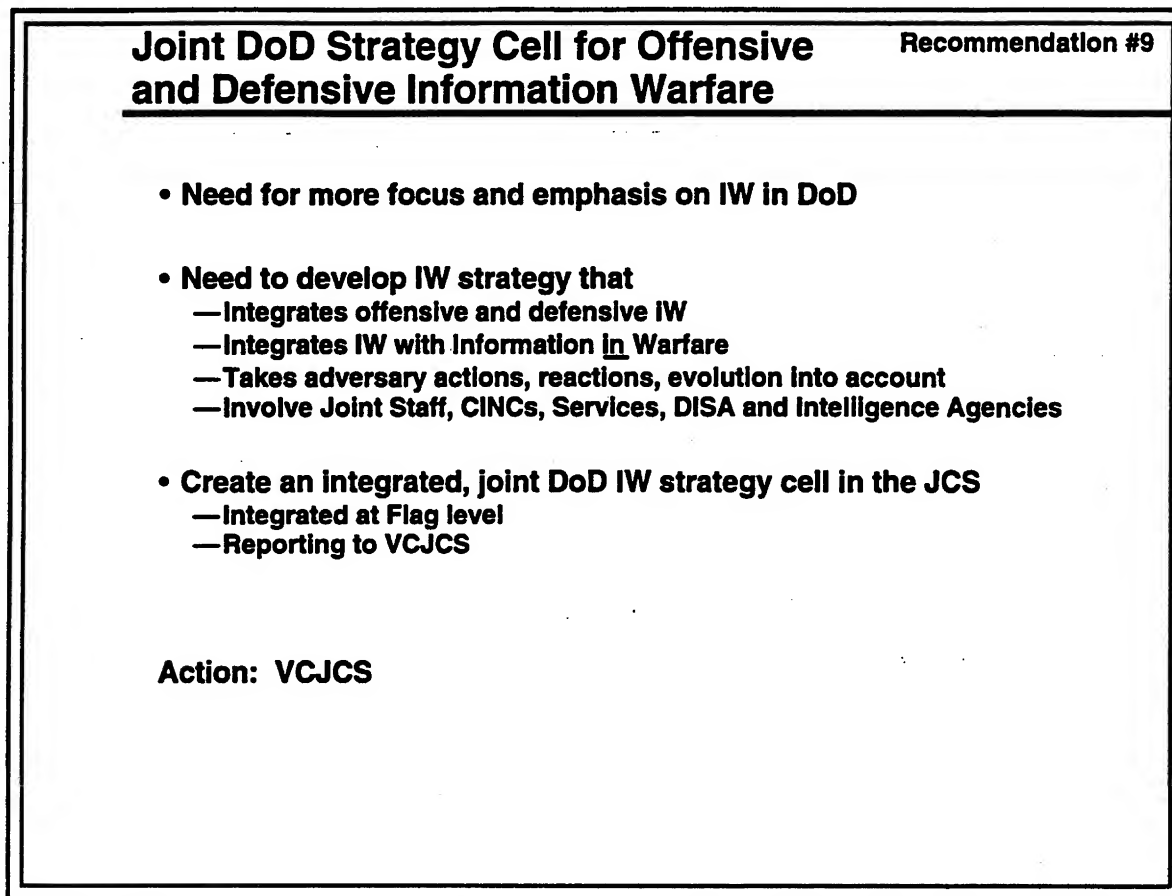 Joint DoD Strategy Cell for Offensive
and Defensive Information Warfare
Recommendation #9
• Need for more focus and emphasis on IW in DoD
• Need to develop IW strategy that
—Integrates offensive and defensive IW
—Integrates IW with Information in Warfare
—Takes adversary actions, reactions, evolution into account
—Involve Joint Staff, CINCs, Services, DISA and Intelligence Agencies
• Create an integrated, joint DoD IW strategy cell in the JCS
—Integrated at Flag level
—Reporting to VCJCS
Action: VCJCS